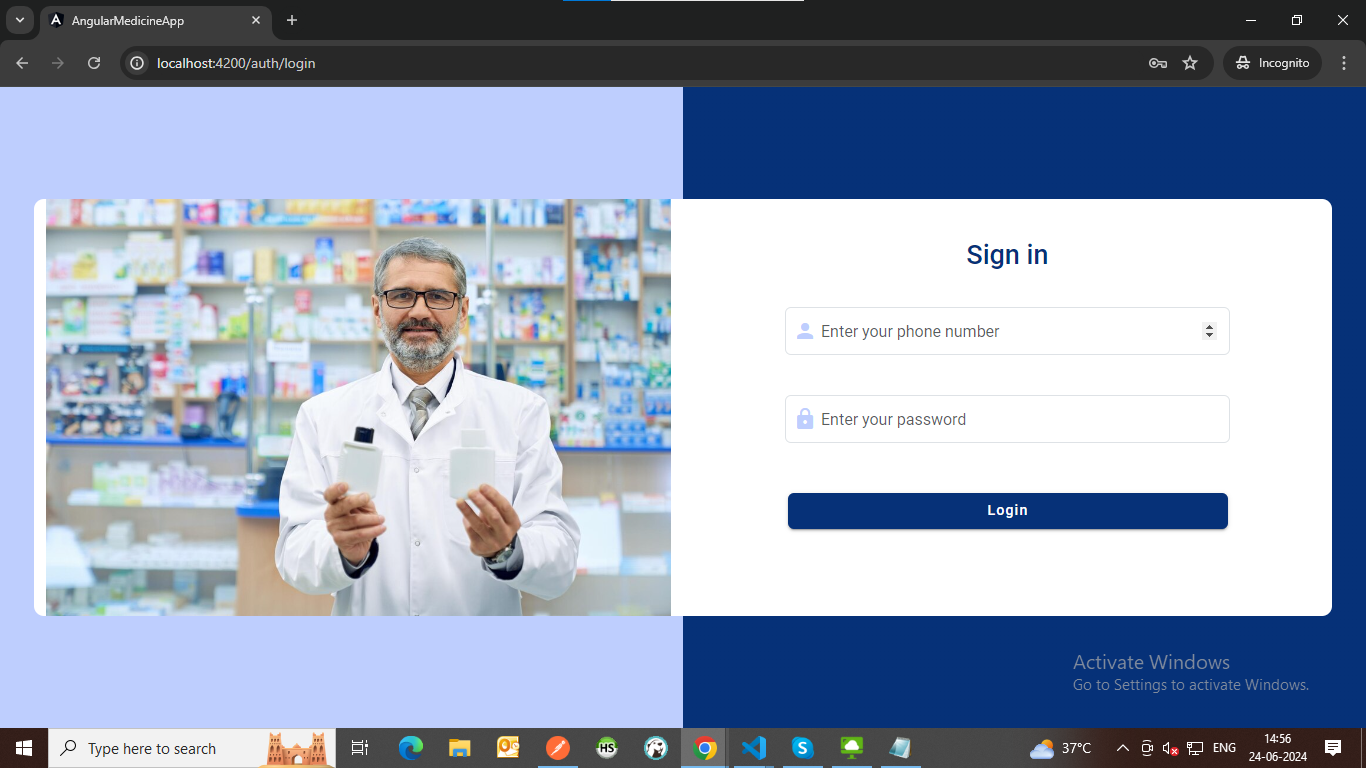 AngularMedicineApp
localhost:4200/auth/login
Incognito
Sign in
Enter your phone number
Enter your password
Login
Activate Windows
Go to Settings to activate Windows.
Type here to search
HS
37°C
ENG
14:56
24-06-2024